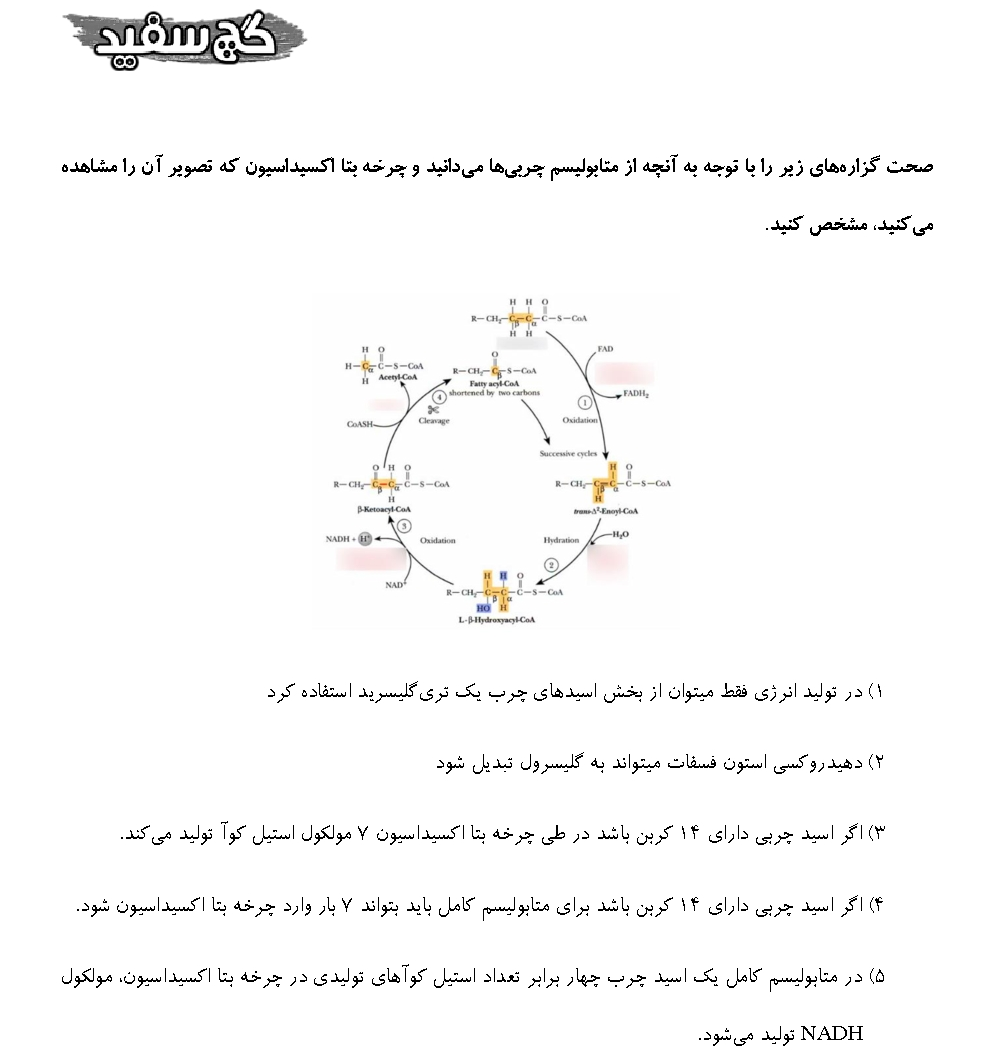 گچ سفید
صحت گزاره‌های زیر را با توجه به آنچه از متابولیسم چربی‌ها می‌دانید و چرخه بتا اکسیداسیون که تصویر آن را مشاهده
می‌کنید، مشخص کنید.
H H O
R—CH₂—C—C—C—S—CoA
β α
H H
FAD
FADH₂
1
Oxidation
H O
H—C—C—S—CoA
α
H
Acetyl-CoA
O
R—CH₂—C—S—CoA
β
Fatty acyl-CoA
shortened by two carbons
4
Cleavage
CoASH
Successive cycles
H O
R—CH₂—C=C—C—S—CoA
β α
H
trans-Δ²-Enoyl-CoA
O H O
R—CH₂—C—C—C—S—CoA
β α
H
β-Ketoacyl-CoA
3
NADH + H⁺
Oxidation
NAD⁺
Hydration
H₂O
2
H H O
R—CH₂—C—C—C—S—CoA
β α
HO H
L-β-Hydroxyacyl-CoA
۱) در تولید انرژی فقط میتوان از بخش اسیدهای چرب یک تری‌گلیسرید استفاده کرد
۲) دهیدروکسی استون فسفات میتواند به گلیسرول تبدیل شود
۳) اگر اسید چربی دارای ۱۴ کربن باشد در طی چرخه بتا اکسیداسیون ۷ مولکول استیل کوآ تولید می‌کند.
۴) اگر اسید چربی دارای ۱۴ کربن باشد برای متابولیسم کامل باید بتواند ۷ بار وارد چرخه بتا اکسیداسیون شود.
۵) در متابولیسم کامل یک اسید چرب چهار برابر تعداد استیل کوآهای تولیدی در چرخه بتا اکسیداسیون، مولکول
NADH تولید می‌شود.